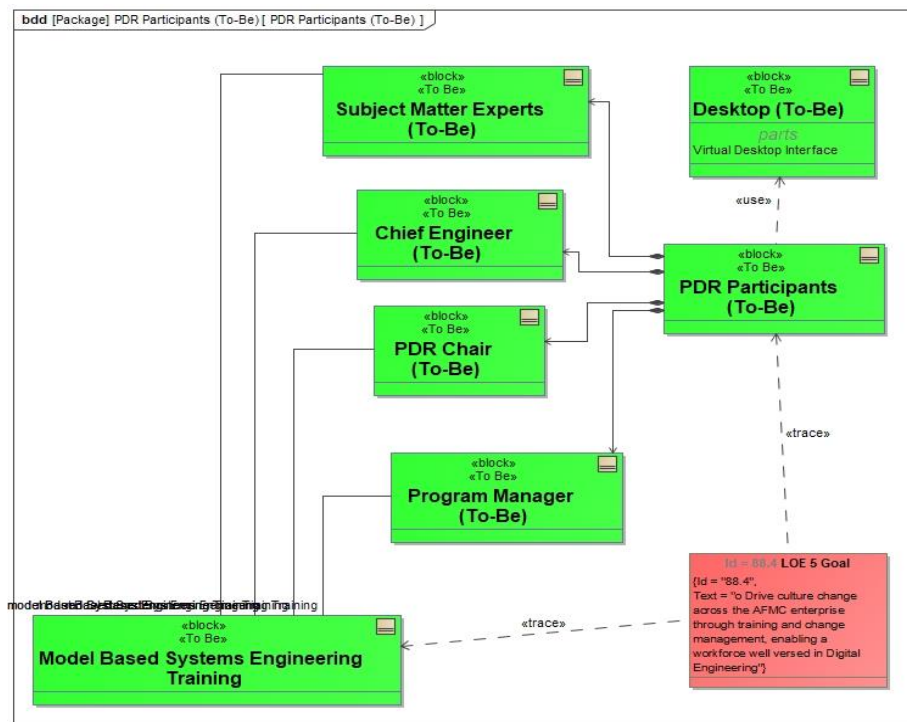 bdd [Package] PDR Participants (To-Be) [ PDR Participants (To-Be) ]
«block»
«To Be»
Subject Matter Experts
(To-Be)
«block»
«To Be»
Desktop (To-Be)
parts
Virtual Desktop Interface
«use»
«block»
«To Be»
Chief Engineer
(To-Be)
«block»
«To Be»
PDR Participants
(To-Be)
«block»
«To Be»
PDR Chair
(To-Be)
«trace»
«block»
«To Be»
Program Manager
(To-Be)
Id = 88.4 LOE 5 Goal
{Id = "88.4",
Text = "o Drive culture change
across the AFMC enterprise
through training and change
management, enabling a
workforce well versed in Digital
Engineering"}
«trace»
Training
«block»
«To Be»
Model Based Systems Engineering
Training